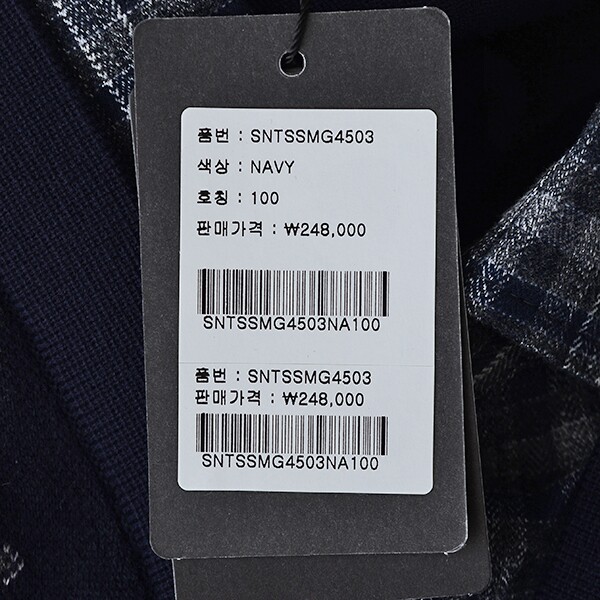 품번 : SNTSSMG4503
색상 : NAVY
호칭 : 100
판매가격 : ₩248,000
SNTSSMG4503NA100
품번 : SNTSSMG4503
판매가격 : ₩248,000
SNTSSMG4503NA100